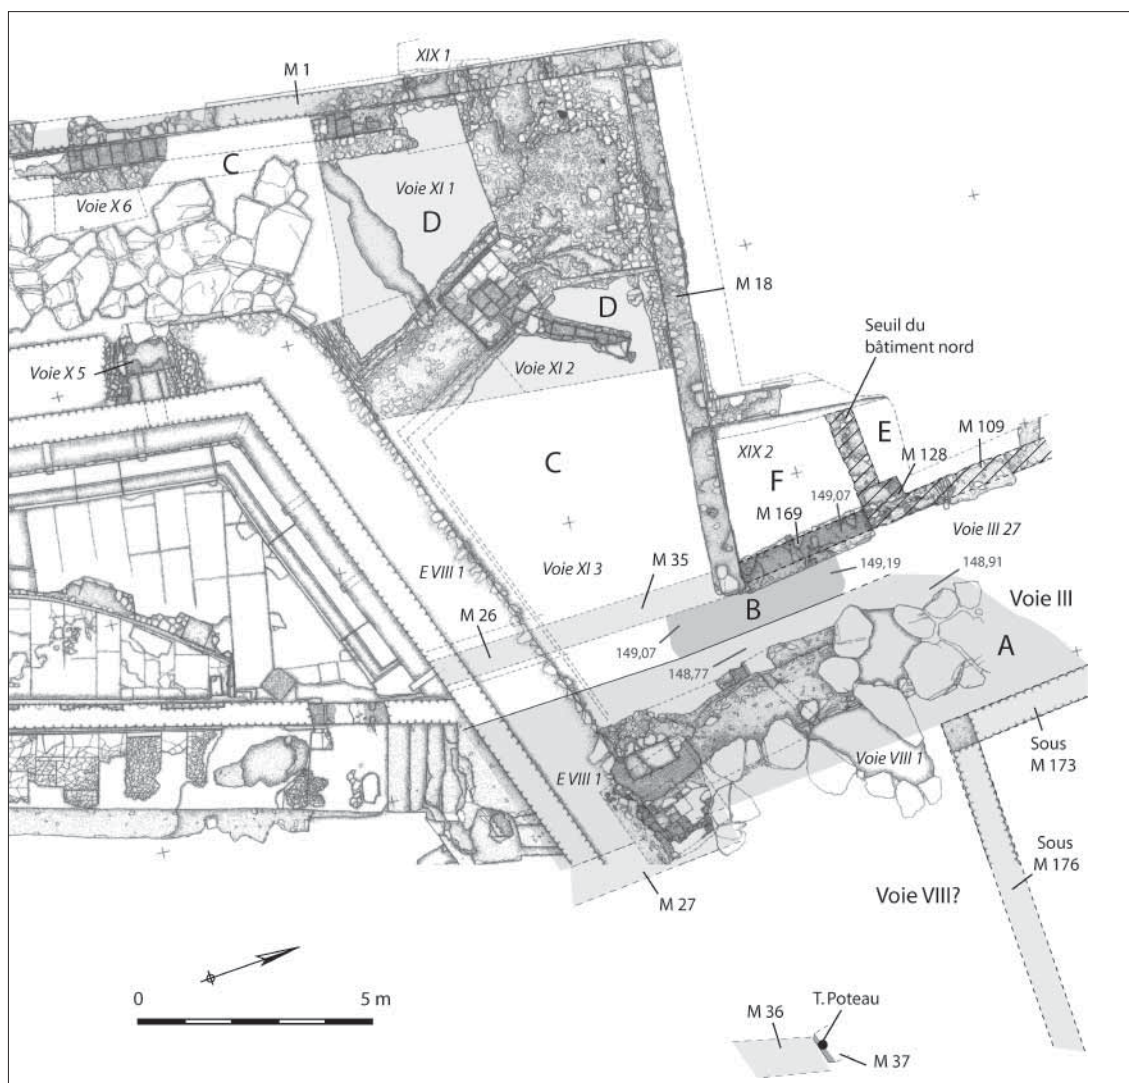 XIX 1
M 1
C
Voie XI 1
Voie X 6
D
M 18
D
Seuil du
bâtiment nord
Voie X 5
Voie XI 2
E
M 109
XIX 2
M 128
C
F
149,07
M 169
Voie III 27
E VIII 1
Voie XI 3
M 35
149,19
148,91
Voie III
M 26
B
A
149,07
148,77
Sous
M 173
E VIII 1
Voie VIII 1
Sous
M 176
Voie VIII?
M 27
0
5 m
T. Poteau
M 36
M 37